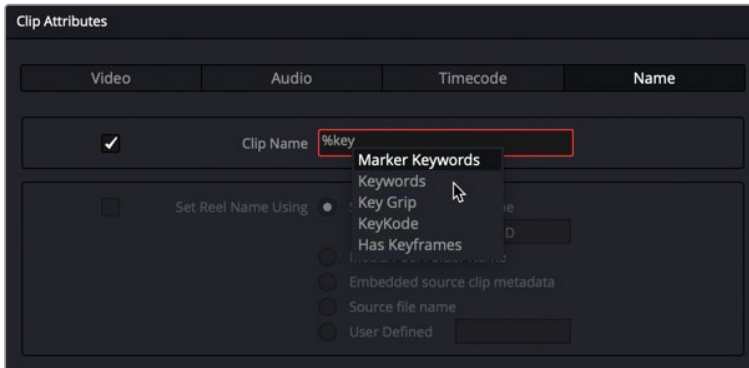 Clip Attributes
Video Audio Timecode Name
Clip Name %key
Marker Keywords
Keywords
Key Grip
KeyKode
Has Keyframes
Set Reel Name Using
Embedded source clip metadata
Source file name
User Defined